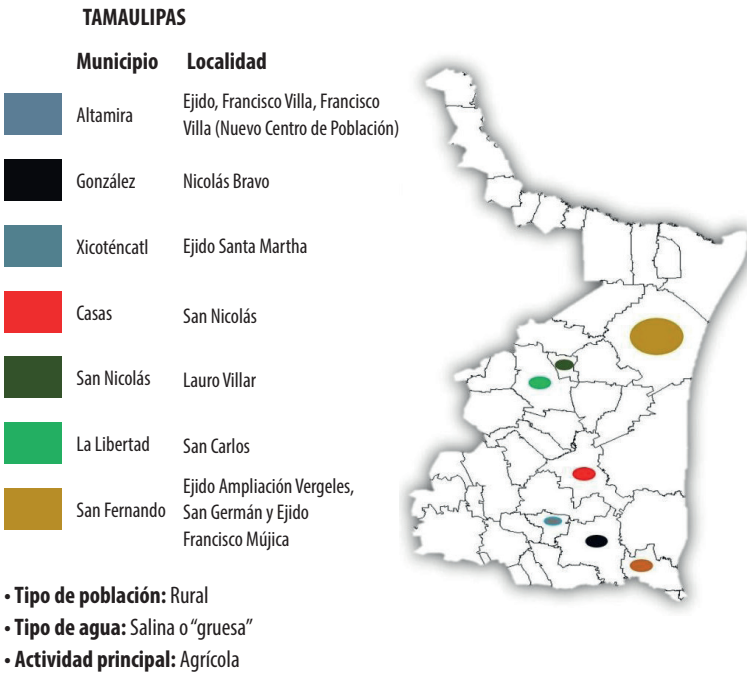 TAMAULIPAS
Municipio Localidad
Altamira
Ejido, Francisco Villa, Francisco
Villa (Nuevo Centro de Población)
González Nicolás Bravo
Xicoténcatl Ejido Santa Martha
Casas San Nicolás
San Nicolás Lauro Villar
La Libertad San Carlos
San Fernando
Ejido Ampliación Vergeles,
San Germán y Ejido
Francisco Mújica
• Tipo de población: Rural
• Tipo de agua: Salina o “gruesa”
• Actividad principal: Agrícola